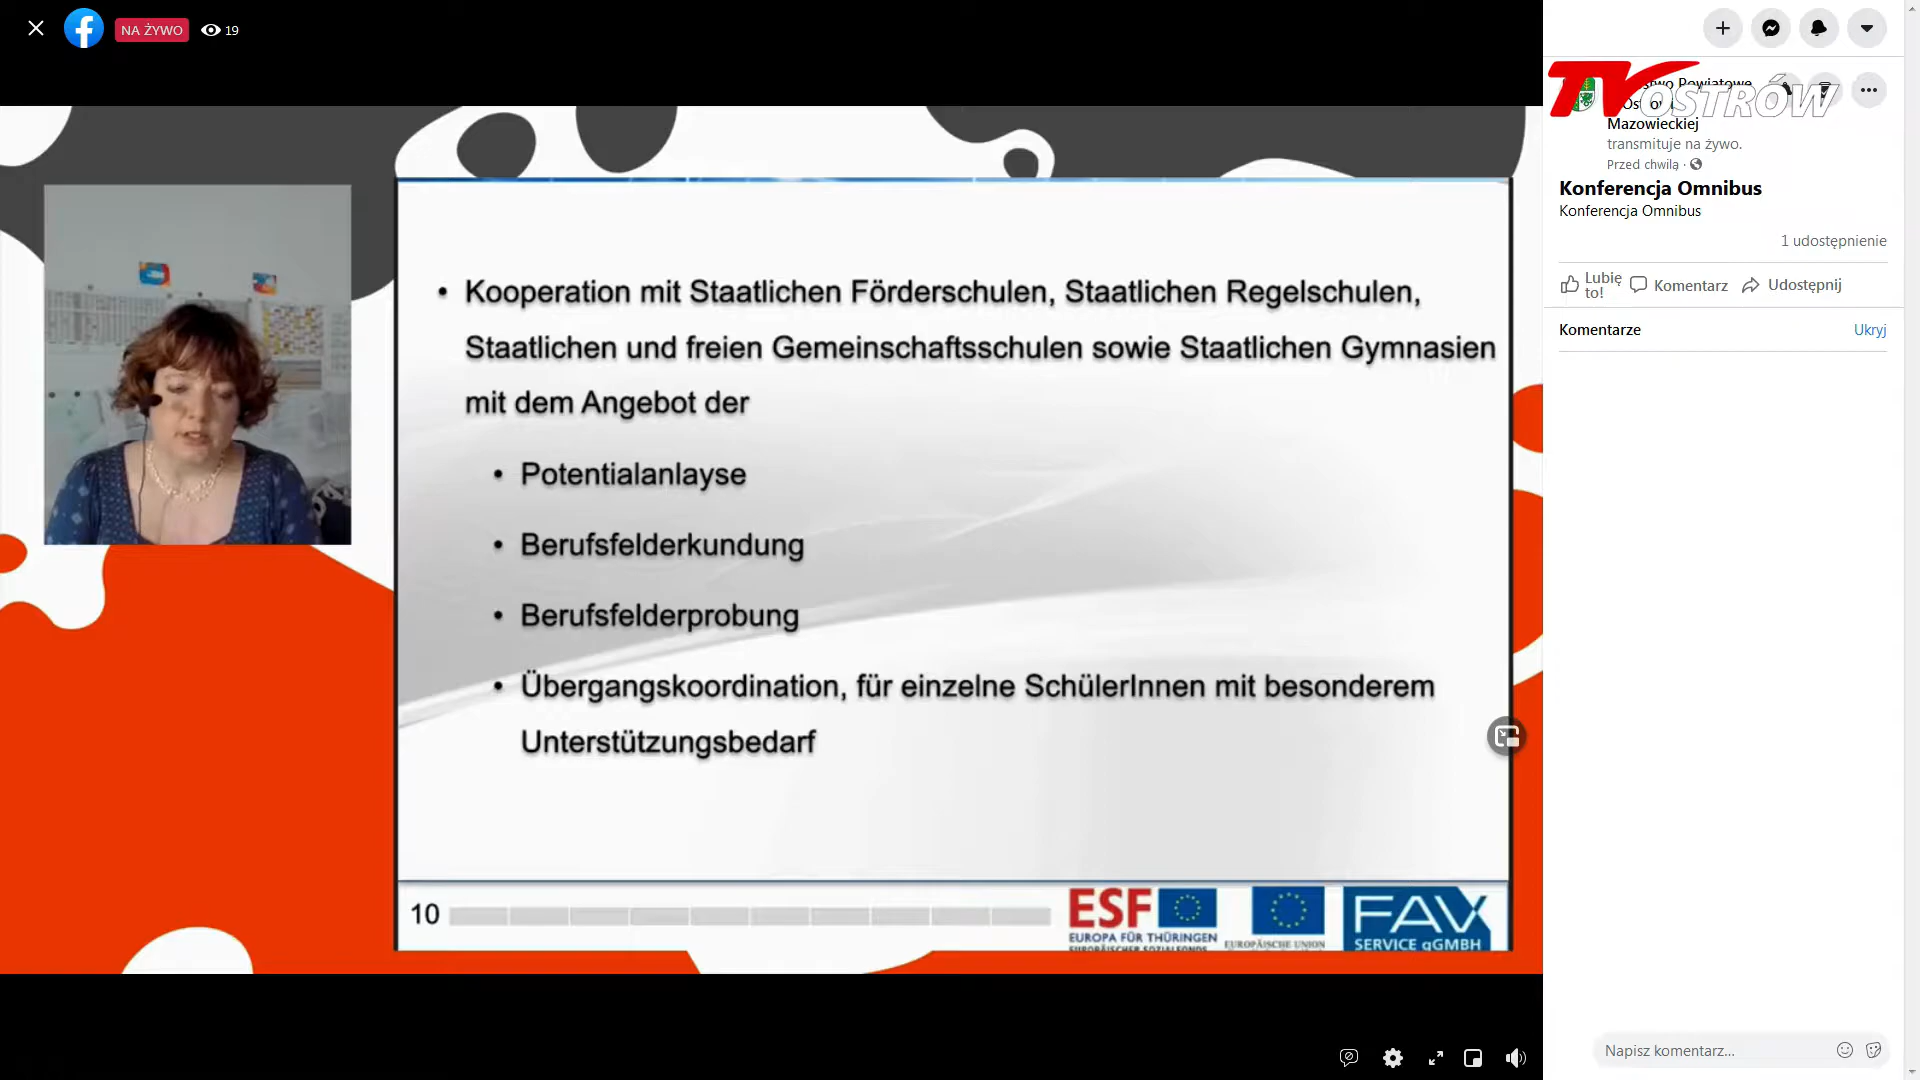 NA ŻYWO
19
• Kooperation mit Staatlichen Förderschulen, Staatlichen Regelschulen,
Staatlichen und freien Gemeinschaftsschulen sowie Staatlichen Gymnasien
mit dem Angebot der
• Potentialanlayse
• Berufsfelderkundung
• Berufsfelderprobung
• Übergangskoordination, für einzelne SchülerInnen mit besonderem
Unterstützungsbedarf
10
ESF
EUROPA FÜR THÜRINGEN
EUROPÄISCHER SOZIALFONDS
EUROPÄISCHE UNION
FAV
SERVICE gGMBH
TV OSTRÓW
Powiatowe
Mazowieckiej
transmituje na żywo.
Przed chwilą ·
Konferencja Omnibus
Konferencja Omnibus
1 udostępnienie
Lubię
to!
Komentarz
Udostępnij
Komentarze
Ukryj
Napisz komentarz...